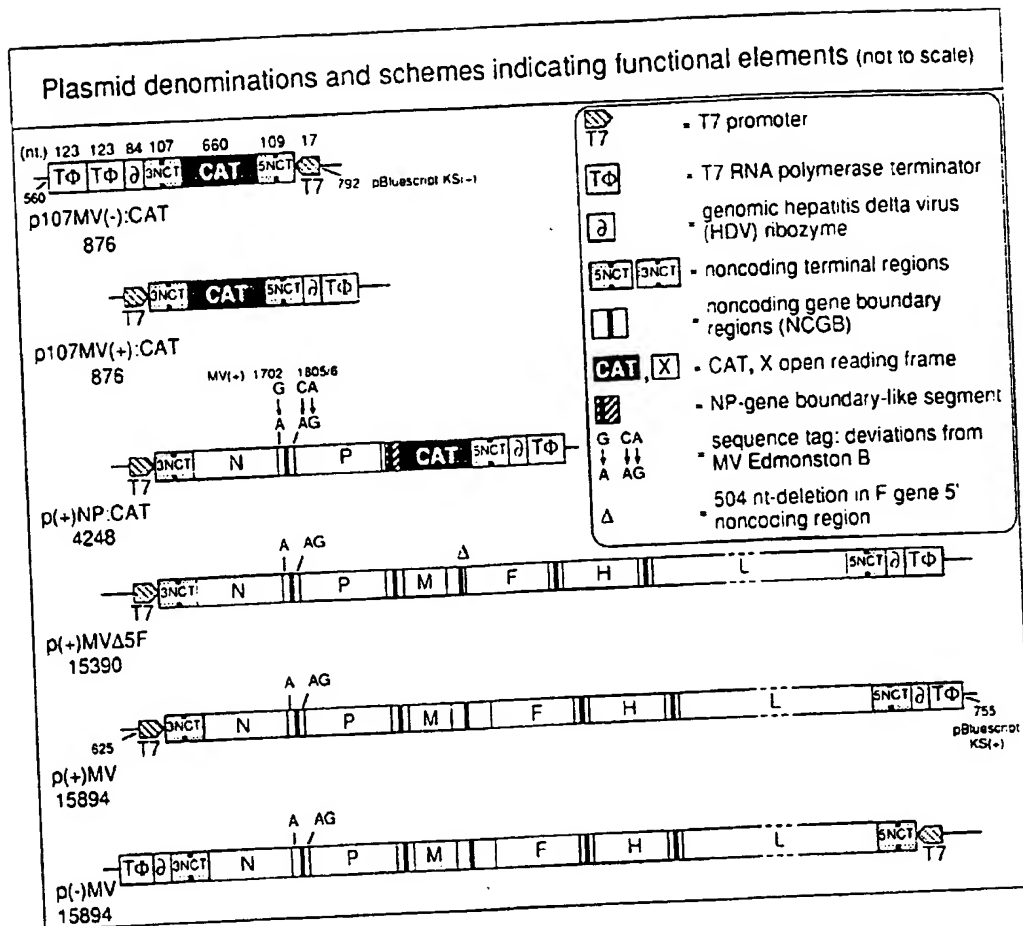 Plasmid denominations and schemes indicating functional elements (not to scale)
(nt.) 123 123 84 107 660 109 17
TΦ TΦ ∂ 3NCT CAT 5NCT
560 T7 792 pBluescript KS(+)
p107MV(-):CAT
876
3NCT CAT 5NCT ∂ TΦ
T7
p107MV(+):CAT
876
MV(+) 1702 1805/6
G CA
A AG
3NCT N P CAT 5NCT ∂ TΦ
T7
p(+)NP:CAT
4248
A AG Δ
3NCT N P M F H L 5NCT ∂ TΦ
T7
p(+)MVΔ5F
15390
A AG
3NCT N P M F H L 5NCT ∂ TΦ
625 T7 755
pBluescript
KS(+)
p(+)MV
15894
A AG
TΦ ∂ 3NCT N P M F H L 5NCT
T7
p(-)MV
15894
T7 - T7 promoter
TΦ - T7 RNA polymerase terminator
∂ - genomic hepatitis delta virus
(HDV) ribozyme
5NCT 3NCT - noncoding terminal regions
noncoding gene boundary
- regions (NCGB)
CAT , X - CAT, X open reading frame
- NP-gene boundary-like segment
G CA sequence tag: deviations from
A AG - MV Edmonston B
Δ - 504 nt-deletion in F gene 5'
noncoding region